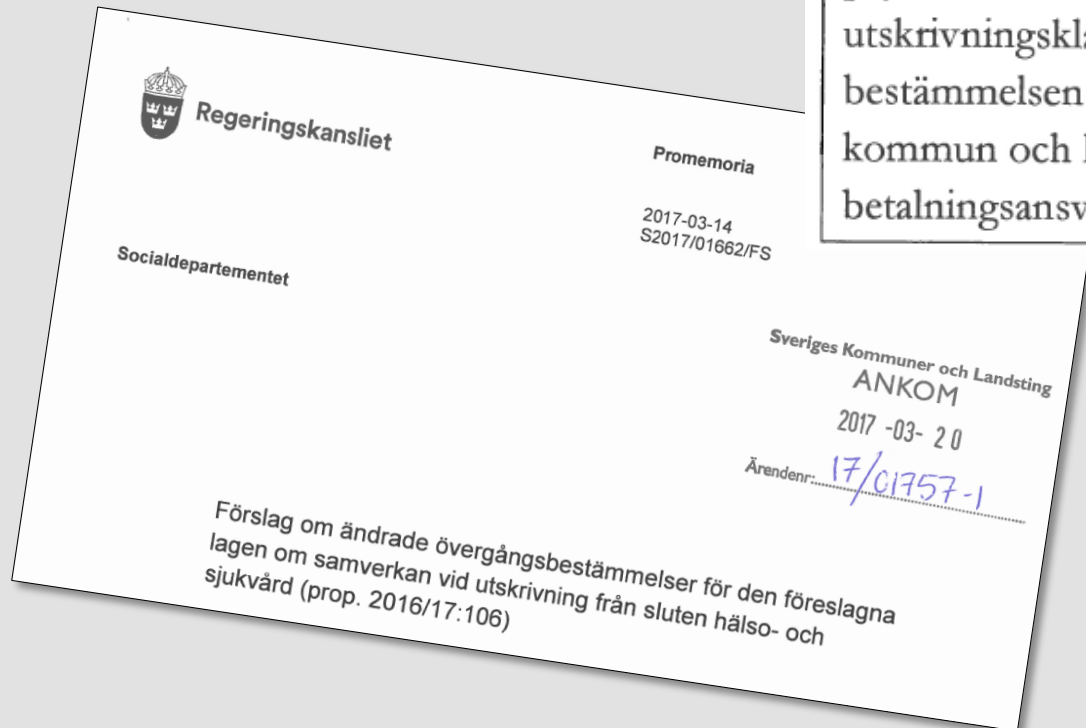 utskrivningskla
bestämmelsen
kommun och
betalningsansv
Regeringskansliet
Promemoria
2017-03-14
S2017/01662/FS
Socialdepartementet
Sveriges Kommuner och Landsting
ANKOM
2017 -03- 20
Ärendenr: 17/01757-1
Förslag om ändrade övergångsbestämmelser för den föreslagna
lagen om samverkan vid utskrivning från sluten hälso- och
sjukvård (prop. 2016/17:106)